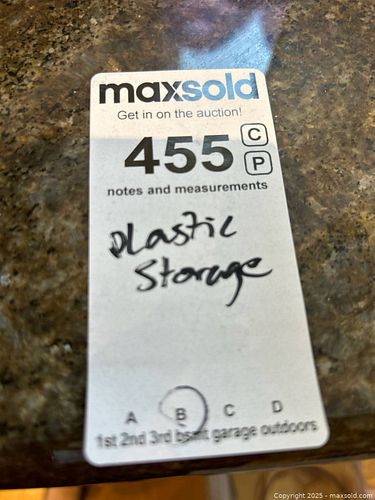 maxsold
Get in on the auction!
455 C
P
notes and measurements
plastic
storage
A B C D
1st 2nd 3rd bsmt garage outdoors
Copyright 2025 - maxsold.com